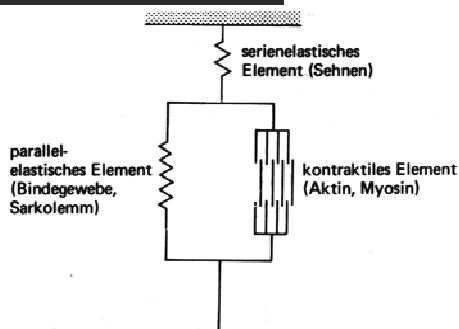 serienelastisches
Element (Sehnen)
parallel-
elastisches Element
(Bindegewebe,
Sarkolemm)
kontraktiles Element
(Aktin, Myosin)